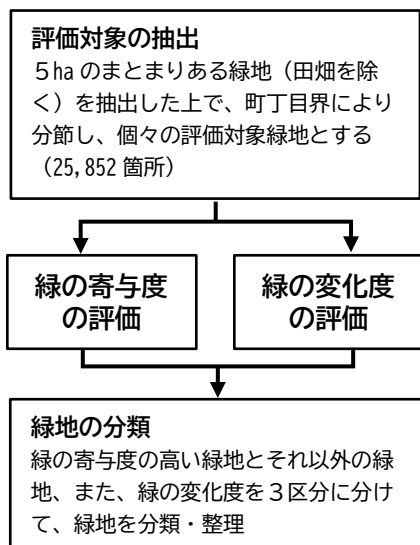 評価対象の抽出
５ha のまとまりある緑地（田畑を除
く）を抽出した上で、町丁目界により
分節し、個々の評価対象緑地とする
（25,852 箇所）
緑の寄与度
の評価
緑の変化度
の評価
緑地の分類
緑の寄与度の高い緑地とそれ以外の緑
地、また、緑の変化度を３区分に分け
て、緑地を分類・整理